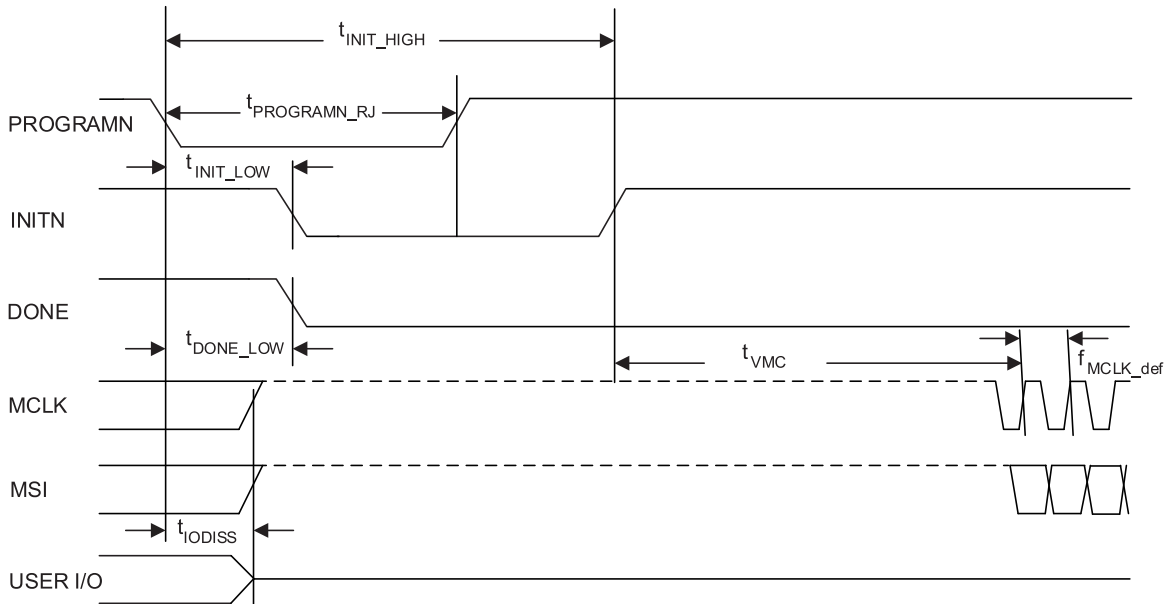 tINIT_HIGH
tPROGRAMN_RJ
PROGRAMN
tINIT_LOW
INITN
DONE
tDONE_LOW
tVMC
fMCLK_def
MCLK
MSI
tIODISS
USER I/O